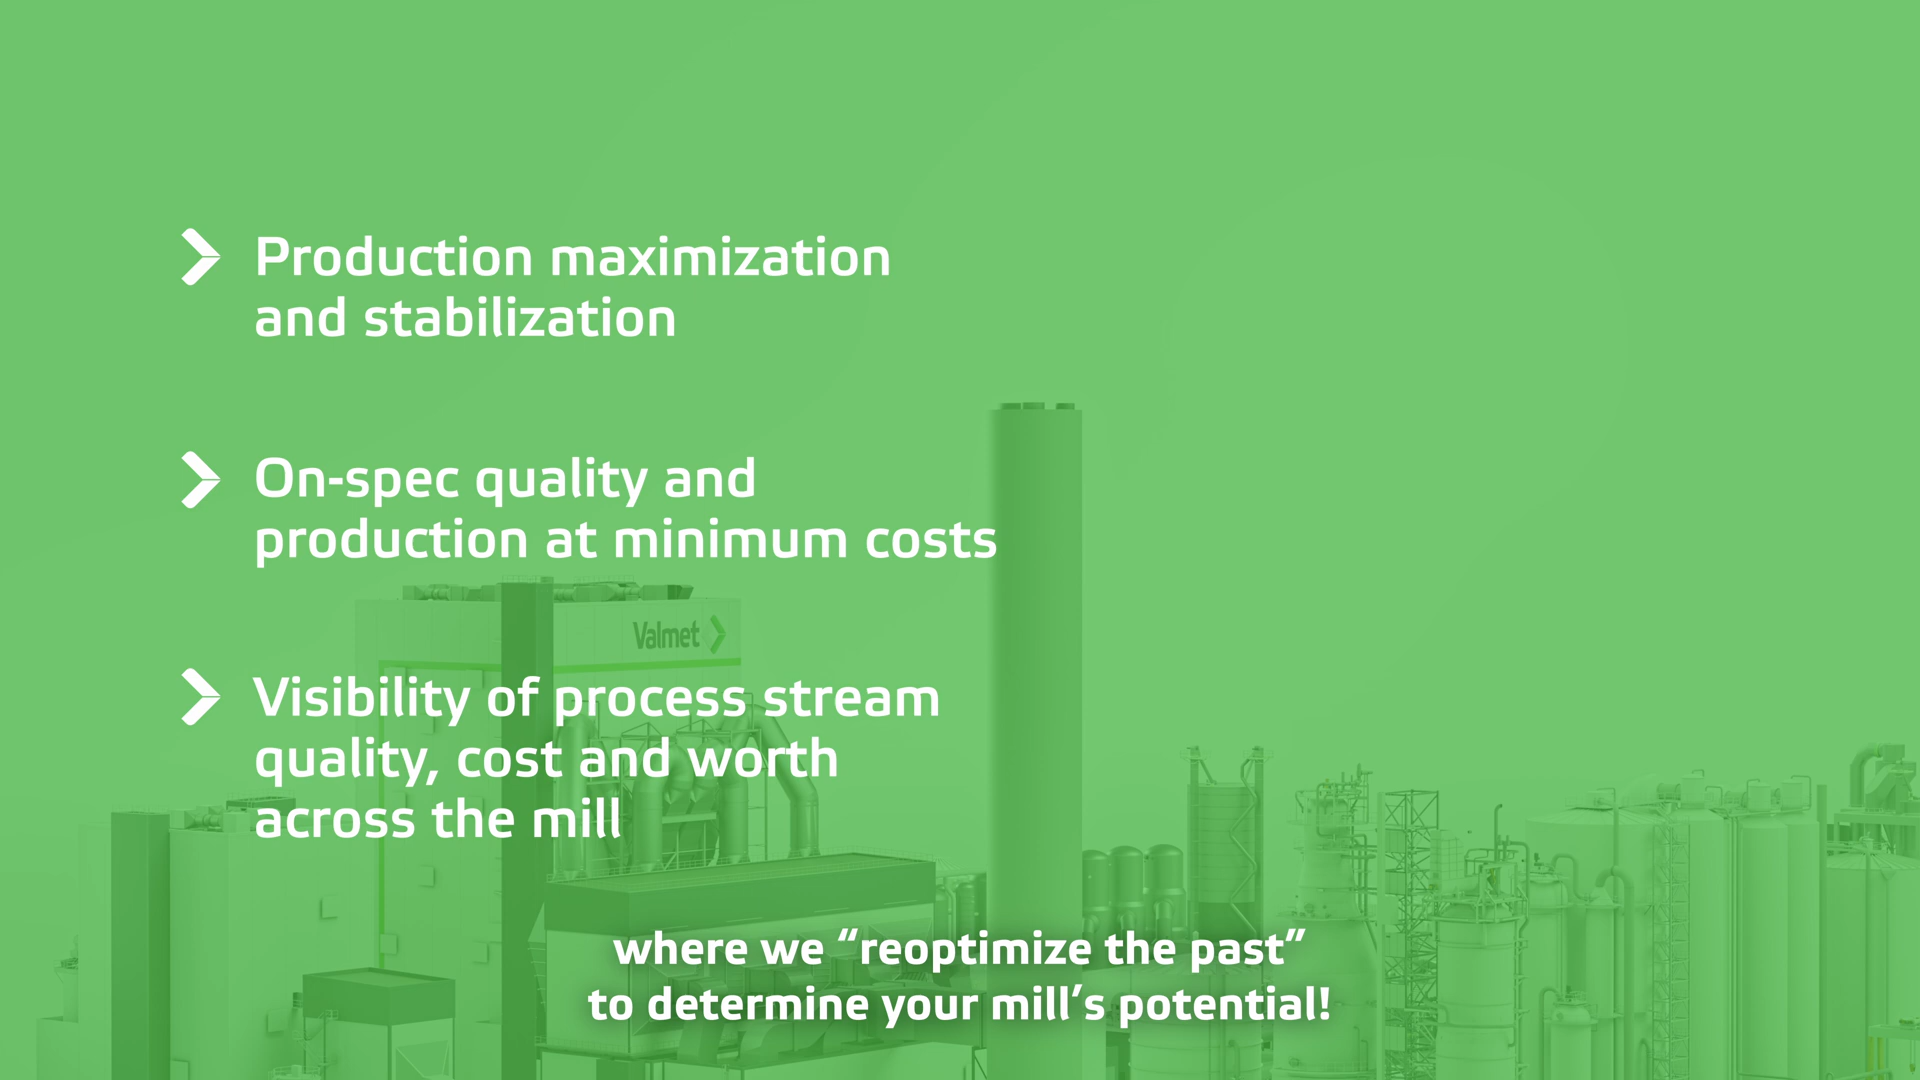 Production maximization
and stabilization
On-spec quality and
production at minimum costs
Valmet
Visibility of process stream
quality, cost and worth
across the mill
where we “reoptimize the past”
to determine your mill’s potential!